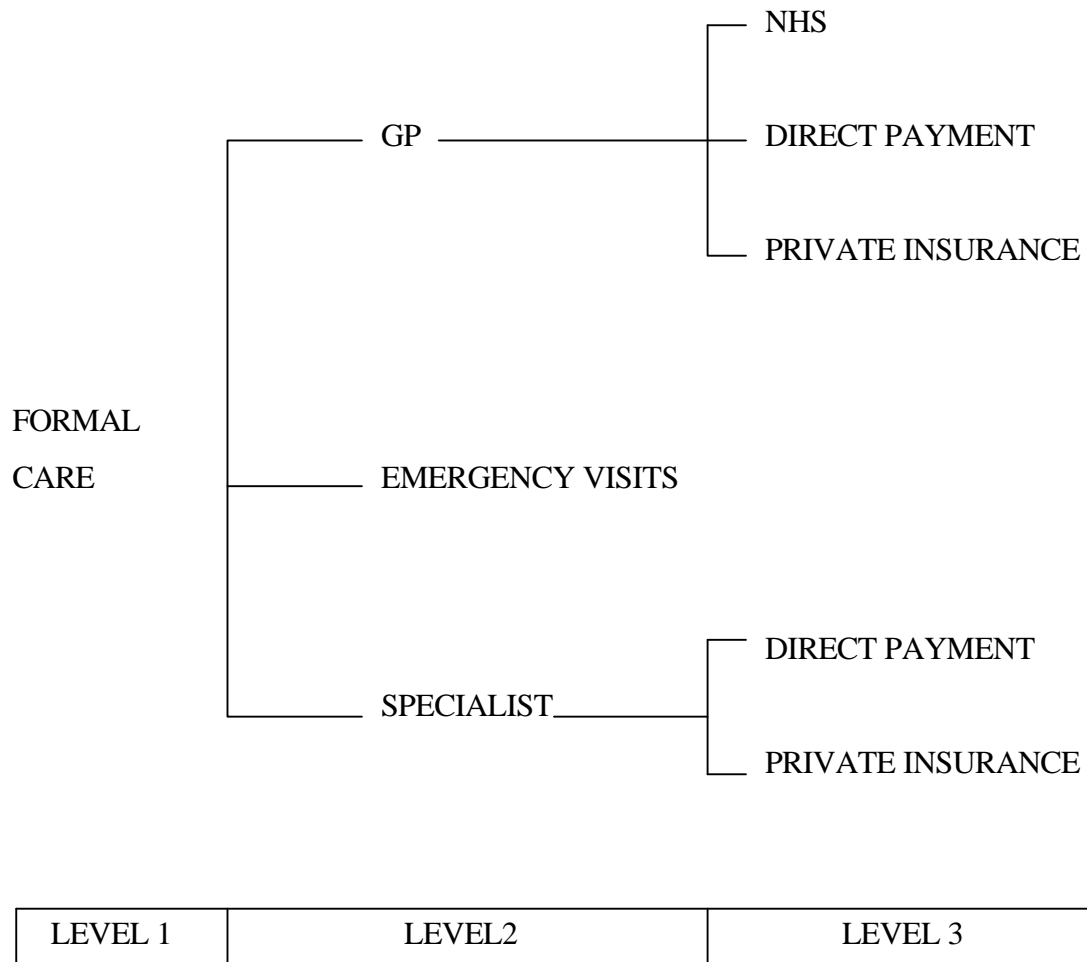 NHS
GP
DIRECT PAYMENT
PRIVATE INSURANCE
FORMAL
CARE
EMERGENCY VISITS
DIRECT PAYMENT
SPECIALIST
PRIVATE INSURANCE
LEVEL 1
LEVEL2
LEVEL 3